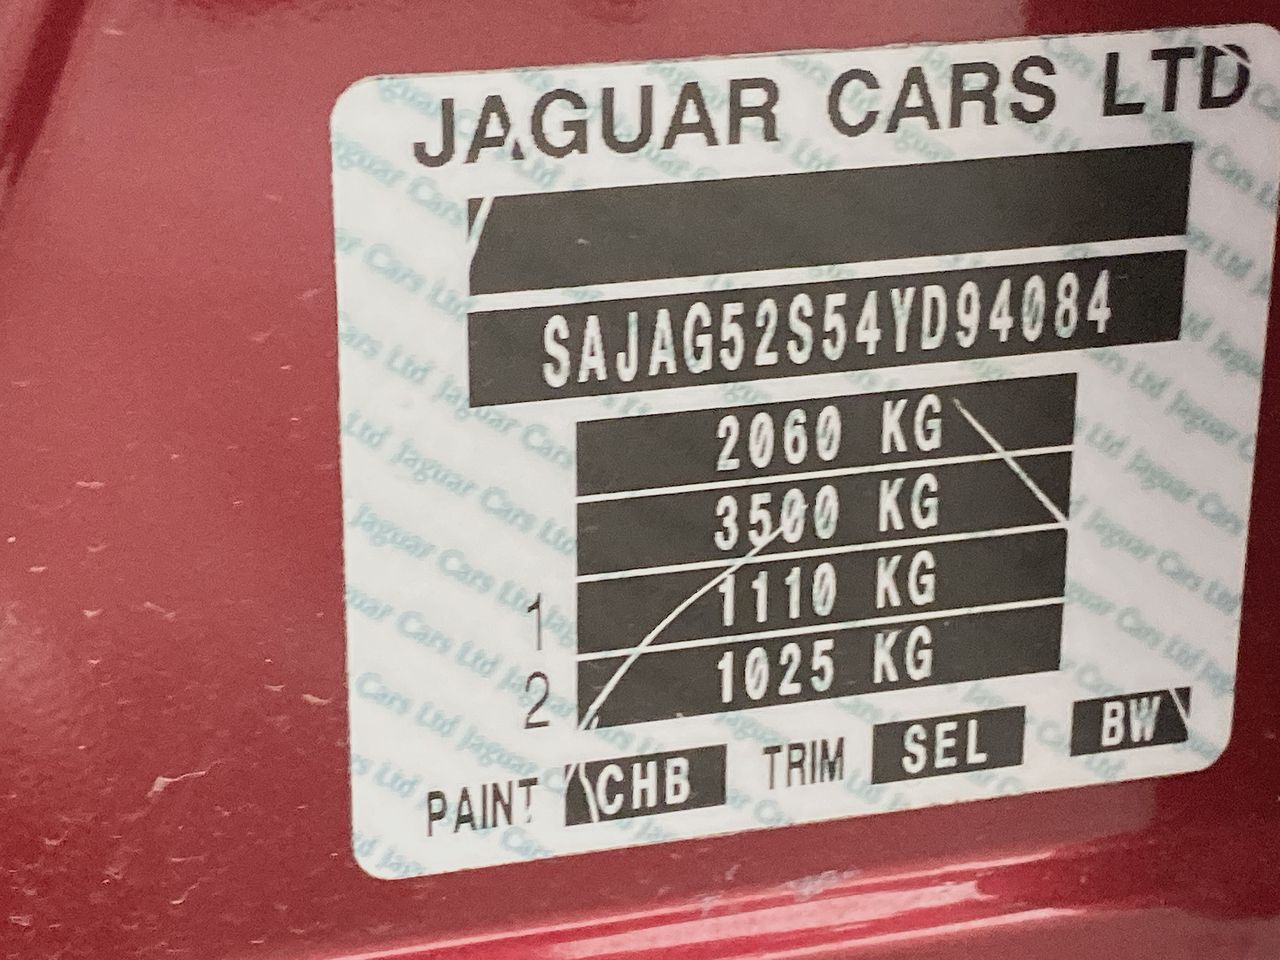 JAGUAR CARS LTD
SAJAG52S54YD94084
2060 KG
3500 KG
1 1110 KG
2 1025 KG
PAINT CHB TRIM SEL BW